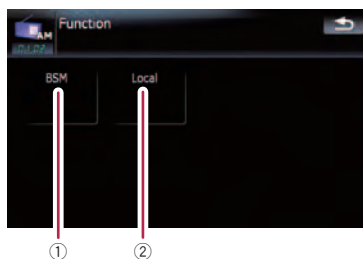 Function
AM
BSM
Local
①
②